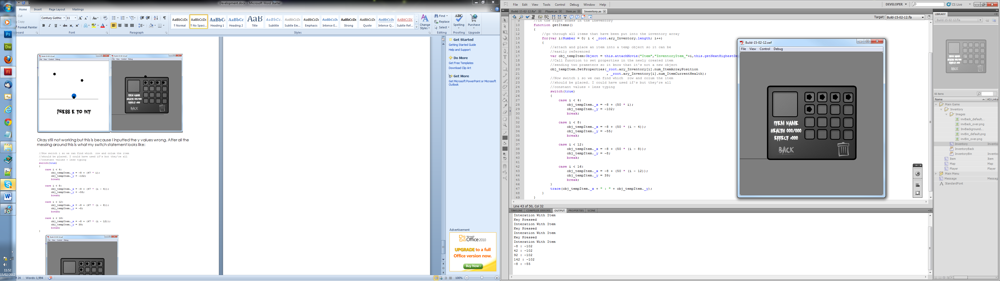 Development.docx - Microsoft Word Starter
Home Insert Page Layout Mailings
Cut
Copy
Format Painter
Century Gothic 11
Font
Paragraph
AaBbCcDc AaBbCcDc AaBbC AaBbCc AaB AaBbCc AaBbCcDc AaBbCcDc AaBbCcDc AaBbCcDc AaBbCcDc AaBbCcDc AABBCCDD
¶ Normal ¶ No Spaci... Heading 1 Heading 2 Title Subtitle Subtle Em... Emphasis Intense E... Strong Quote Intense Q... Subtle Ref...
Styles
Change
Styles
Find
Replace
Select
Editing
Spelling
Proofing
Purchase
Upgrade
Build-15-02-12.swf
File View Control Debug
PRESS E TO INT
Build-15-02-12.swf
File View Control Debug
ITEM NAME
HEALTH 000/000
EFFECT +000
BACK
Okay still not working but this is because I inputted the y values wrong. After all the
messing around this is what my switch statement looks like:
//Now switch i so we can find which  row and colum the item
//should be placed. I could have used if's but they're all
//constant values + less typing
switch(true)
{
case i < 4:
obj_tempItem._x = -8 + (47 * i);
obj_tempItem._y = -102;
break;
case i < 8:
obj_tempItem._x = -8 + (47 * (i - 4));
obj_tempItem._y = -55;
break;
case i < 12:
obj_tempItem._x = -8 + (47 * (i - 8));
obj_tempItem._y = -8;
break;
case i < 16:
obj_tempItem._x = -8 + (47 * (i - 12));
obj_tempItem._y = 39;
break;
}
Build-15-02-12.swf
File View Control Debug
Get Started
Getting Started Guide
Help and Support
Do More
Get Free Templates
Download Clip Art
Get More
Get Microsoft PowerPoint or Microsoft
Outlook
Advertisement
Microsoft
Office 2010
UPGRADE to a full
Office version now.
Buy Now ›
11:52
15/02/2012
f 24 Words: 1,994
100%
File Edit View Tools Control Debug Window Help
DEVELOPER
CS Live
Build-15-02-12.fla* Player.as Item.as Inventory.as
Target: Build-15-02-12.fla
9 //in the right boxes in the ineventory
10 function getItems()
11 {
12 //go through all items that have been put into the inventory array
13 for(var i:Number = 0; i < _root.ary_Inventory.length; i++)
14 {
15 //attach and place an item into a temp object so it can be
16 //easily referenced
17 var obj_tempItem:Object = this.attachMovie("Item","InventoryItem_"+i,this.getNextHighestDe
18 //Call function to set properties in the newly created item
19 //sending two prameters so it know that it's not a new object
20 obj_tempItem.SetProperties(_root.ary_Inventory[i].num_ItemArrayPosition
21 , _root.ary_Inventory[i].num_ItemCurrentHealth);
22 //Now switch i so we can find which  row and colum the item
23 //should be placed. I could have used if's but they're all
24 //constant values + less typing
25 switch(true)
26 {
27 case i < 4:
28 obj_tempItem._x = -8 + (50 * i);
29 obj_tempItem._y = -102;
30 break;
31
32 case i < 8:
33 obj_tempItem._x = -8 + (50 * (i - 4));
34 obj_tempItem._y = -55;
35 break;
36
37 case i < 12:
38 obj_tempItem._x = -8 + (50 * (i - 8));
39 obj_tempItem._y = -8;
40 break;
41
42 case i < 16:
43 obj_tempItem._x = -8 + (50 * (i - 12));
44 obj_tempItem._y = 39;
45 break;
46 }
47 trace(obj_tempItem._x + " : " + obj_tempItem._y);
48 }
49 }
Line 43 of 50, Col 32
TIMELINE COMPILER ERRORS OUTPUT PROPERTIES SCENE
Interation With Item
Key Pressed
Interation With Item
Key Pressed
Interation With Item
Key Pressed
Interation With Item
-8 : -102
42 : -102
92 : -102
142 : -102
-8 : -55
Build-15-02-12.swf
File View Control Debug
ITEM NAME
HEALTH 000/000
EFFECT +000
BACK
LIBRARY
Build-15-02-12.fla
ITEM NAME
HEALTH 000/000
EFFECT +000
BACK
66 items
Name AS Linka
Main Game
Inventory
Images
invBack_default....
invBack_over.png
InvBackground....
invBin_default.png
invBin_over.png
Inventory Invento
InventoryBack
InventoryBin Invento
Item Item
Map Map
Player Player
Main Menu
Message Messag
StandardFont